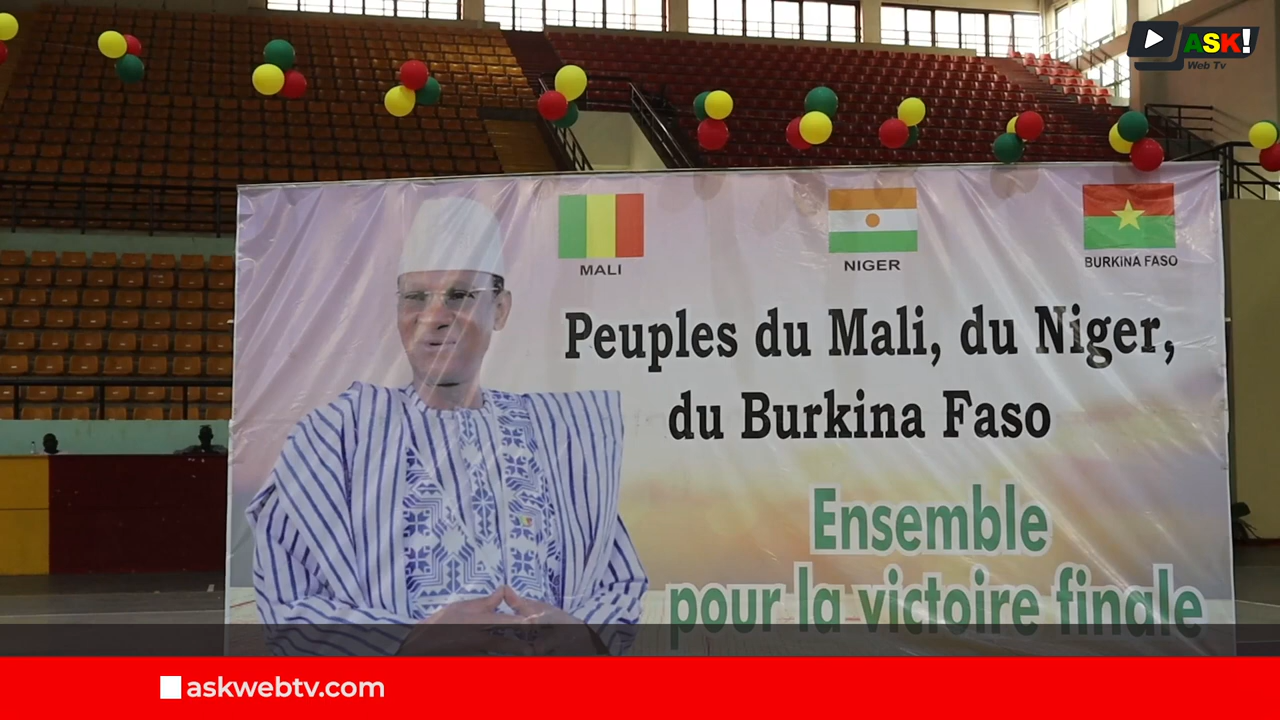 ASK!
Web Tv
MALI
NIGER
BURKiNA FASO
Peuples du Mali, du Niger,
du Burkina Faso
Ensemble
pour la victoire finale
askwebtv.com